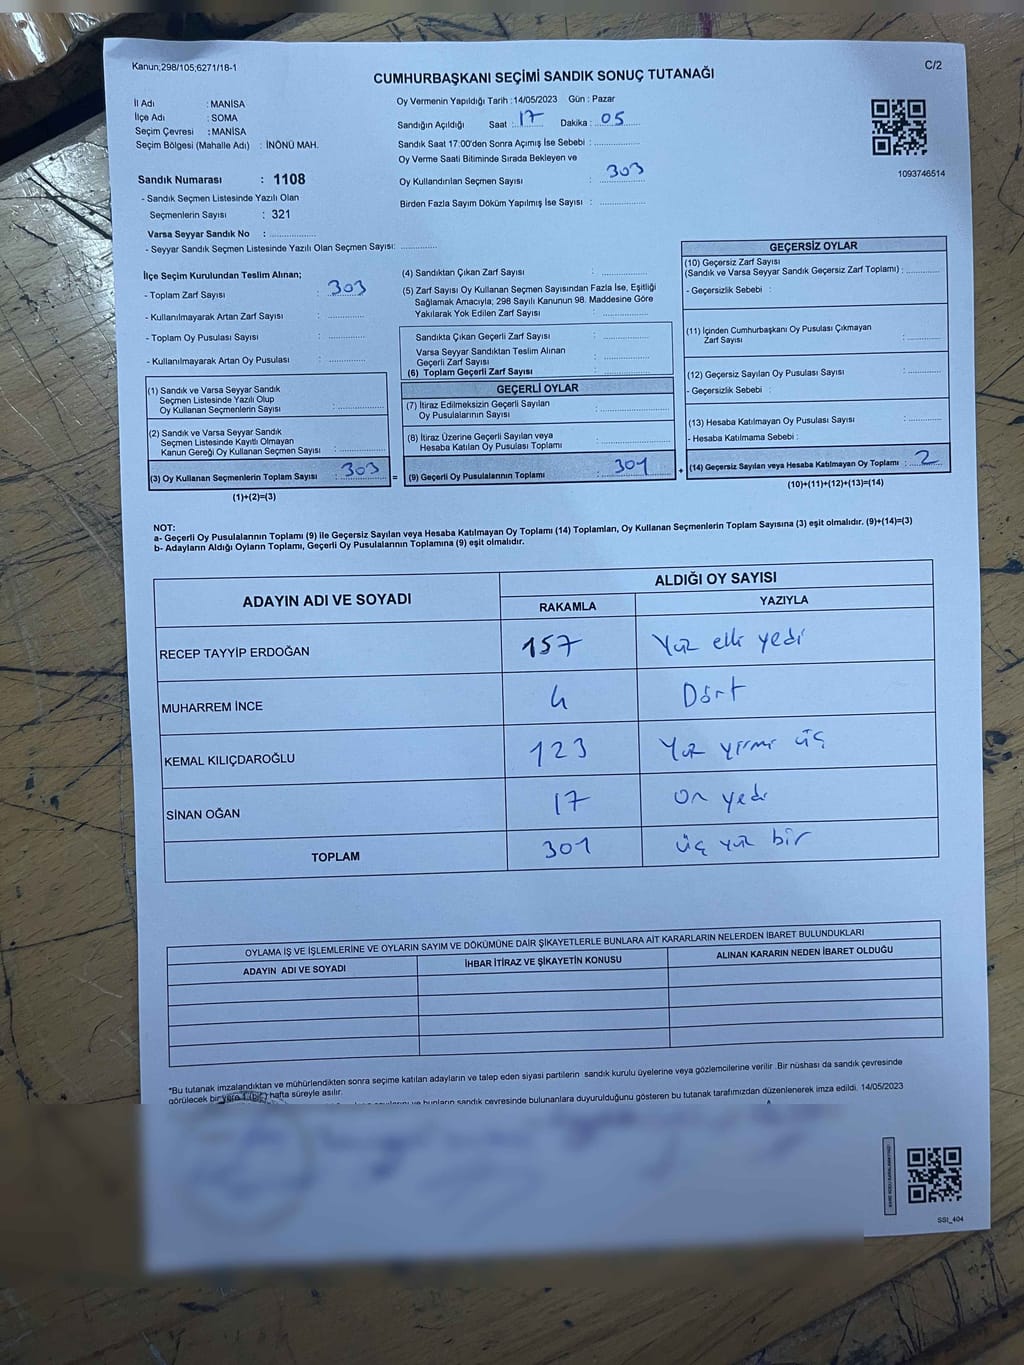 Kanun;298/105;6271/18-1
C/2
CUMHURBAŞKANI SEÇİMİ SANDIK SONUÇ TUTANAĞI
İl Adı : MANİSA
İlçe Adı : SOMA
Seçim Çevresi : MANİSA
Seçim Bölgesi (Mahalle Adı) : İNÖNÜ MAH.
Oy Vermenin Yapıldığı Tarih : 14/05/2023 Gün : Pazar
Sandığın Açıldığı Saat : 17 Dakika : 05
Sandık Saat 17:00'den Sonra Açımış İse Sebebi :
Oy Verme Saati Bitiminde Sırada Bekleyen ve
Oy Kullandırılan Seçmen Sayısı : 303
Birden Fazla Sayım Döküm Yapılmış İse Sayısı :
1093746514
Sandık Numarası : 1108
- Sandık Seçmen Listesinde Yazılı Olan
Seçmenlerin Sayısı : 321
Varsa Seyyar Sandık No :
- Seyyar Sandık Seçmen Listesinde Yazılı Olan Seçmen Sayısı:
İlçe Seçim Kurulundan Teslim Alınan;
- Toplam Zarf Sayısı : 303
- Kullanılmayarak Artan Zarf Sayısı :
- Toplam Oy Pusulası Sayısı :
- Kullanılmayarak Artan Oy Pusulası :
(1) Sandık ve Varsa Seyyar Sandık
Seçmen Listesinde Yazılı Olup
Oy Kullanan Seçmenlerin Sayısı :
(2) Sandık ve Varsa Seyyar Sandık
Seçmen Listesinde Kayıtlı Olmayan
Kanun Gereği Oy Kullanan Seçmen Sayısı :
(3) Oy Kullanan Seçmenlerin Toplam Sayısı : 303
(1)+(2)=(3)
(4) Sandıktan Çıkan Zarf Sayısı :
(5) Zarf Sayısı Oy Kullanan Seçmen Sayısından Fazla İse, Eşitliği
Sağlamak Amacıyla; 298 Sayılı Kanunun 98. Maddesine Göre
Yakılarak Yok Edilen Zarf Sayısı :
Sandıkta Çıkan Geçerli Zarf Sayısı :
Varsa Seyyar Sandıktan Teslim Alınan
Geçerli Zarf Sayısı :
(6) Toplam Geçerli Zarf Sayısı :
GEÇERLİ OYLAR
(7) İtiraz Edilmeksizin Geçerli Sayılan
Oy Pusulalarının Sayısı :
(8) İtiraz Üzerine Geçerli Sayılan veya
Hesaba Katılan Oy Pusulası Toplamı :
= (9) Geçerli Oy Pusulalarının Toplamı : 301
GEÇERSİZ OYLAR
(10) Geçersiz Zarf Sayısı
(Sandık ve Varsa Seyyar Sandık Geçersiz Zarf Toplamı) :
- Geçersizlik Sebebi :
(11) İçinden Cumhurbaşkanı Oy Pusulası Çıkmayan
Zarf Sayısı :
(12) Geçersiz Sayılan Oy Pusulası Sayısı :
- Geçersizlik Sebebi :
(13) Hesaba Katılmayan Oy Pusulası Sayısı :
- Hesaba Katılmama Sebebi :
+ (14) Geçersiz Sayılan veya Hesaba Katılmayan Oy Toplamı : 2
(10)+(11)+(12)+(13)=(14)
NOT:
a- Geçerli Oy Pusulalarının Toplamı (9) ile Geçersiz Sayılan veya Hesaba Katılmayan Oy Toplamı (14) Toplamları, Oy Kullanan Seçmenlerin Toplam Sayısına (3) eşit olmalıdır. (9)+(14)=(3)
b- Adayların Aldığı Oyların Toplamı, Geçerli Oy Pusulalarının Toplamına (9) eşit olmalıdır.
ADAYIN ADI VE SOYADI
ALDIĞI OY SAYISI
RAKAMLA YAZIYLA
RECEP TAYYİP ERDOĞAN 157 Yüz elli yedi
MUHARREM İNCE 4 Dört
KEMAL KILIÇDAROĞLU 123 Yüz yirmi üç
SİNAN OĞAN 17 On yedi
TOPLAM 301 üç yüz bir
OYLAMA İŞ VE İŞLEMLERİNE VE OYLARIN SAYIM VE DÖKÜMÜNE DAİR ŞİKAYETLERLE BUNLARA AİT KARARLARIN NELERDEN İBARET BULUNDUKLARI
ADAYIN ADI VE SOYADI İHBAR İTİRAZ VE ŞİKAYETİN KONUSU ALINAN KARARIN NEDEN İBARET OLDUĞU
*Bu tutanak imzalandıktan ve mühürlendikten sonra seçime katılan adayların ve talep eden siyasi partilerin sandık kurulu üyelerine veya gözlemcilerine verilir .Bir nüshası da sandık çevresinde
görülecek bir yere 1 (bir) hafta süreyle asılır.
ve bunların sandık çevresinde bulunanlara duyurulduğunu gösteren bu tutanak tarafımızdan düzenlenerek imza edildi. 14/05/2023
SSI_404